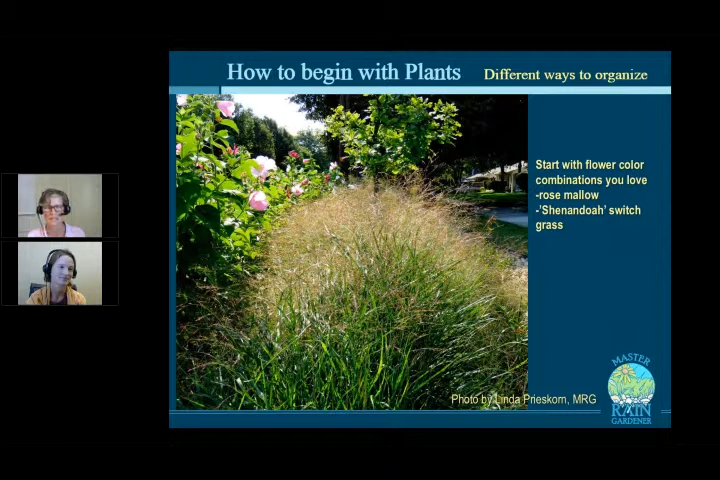 How to begin with Plants Different ways to organize
Start with flower color
combinations you love
-rose mallow
-'Shenandoah' switch
grass
Photo by Linda Prieskorn, MRG
MASTER
RAIN
GARDENER